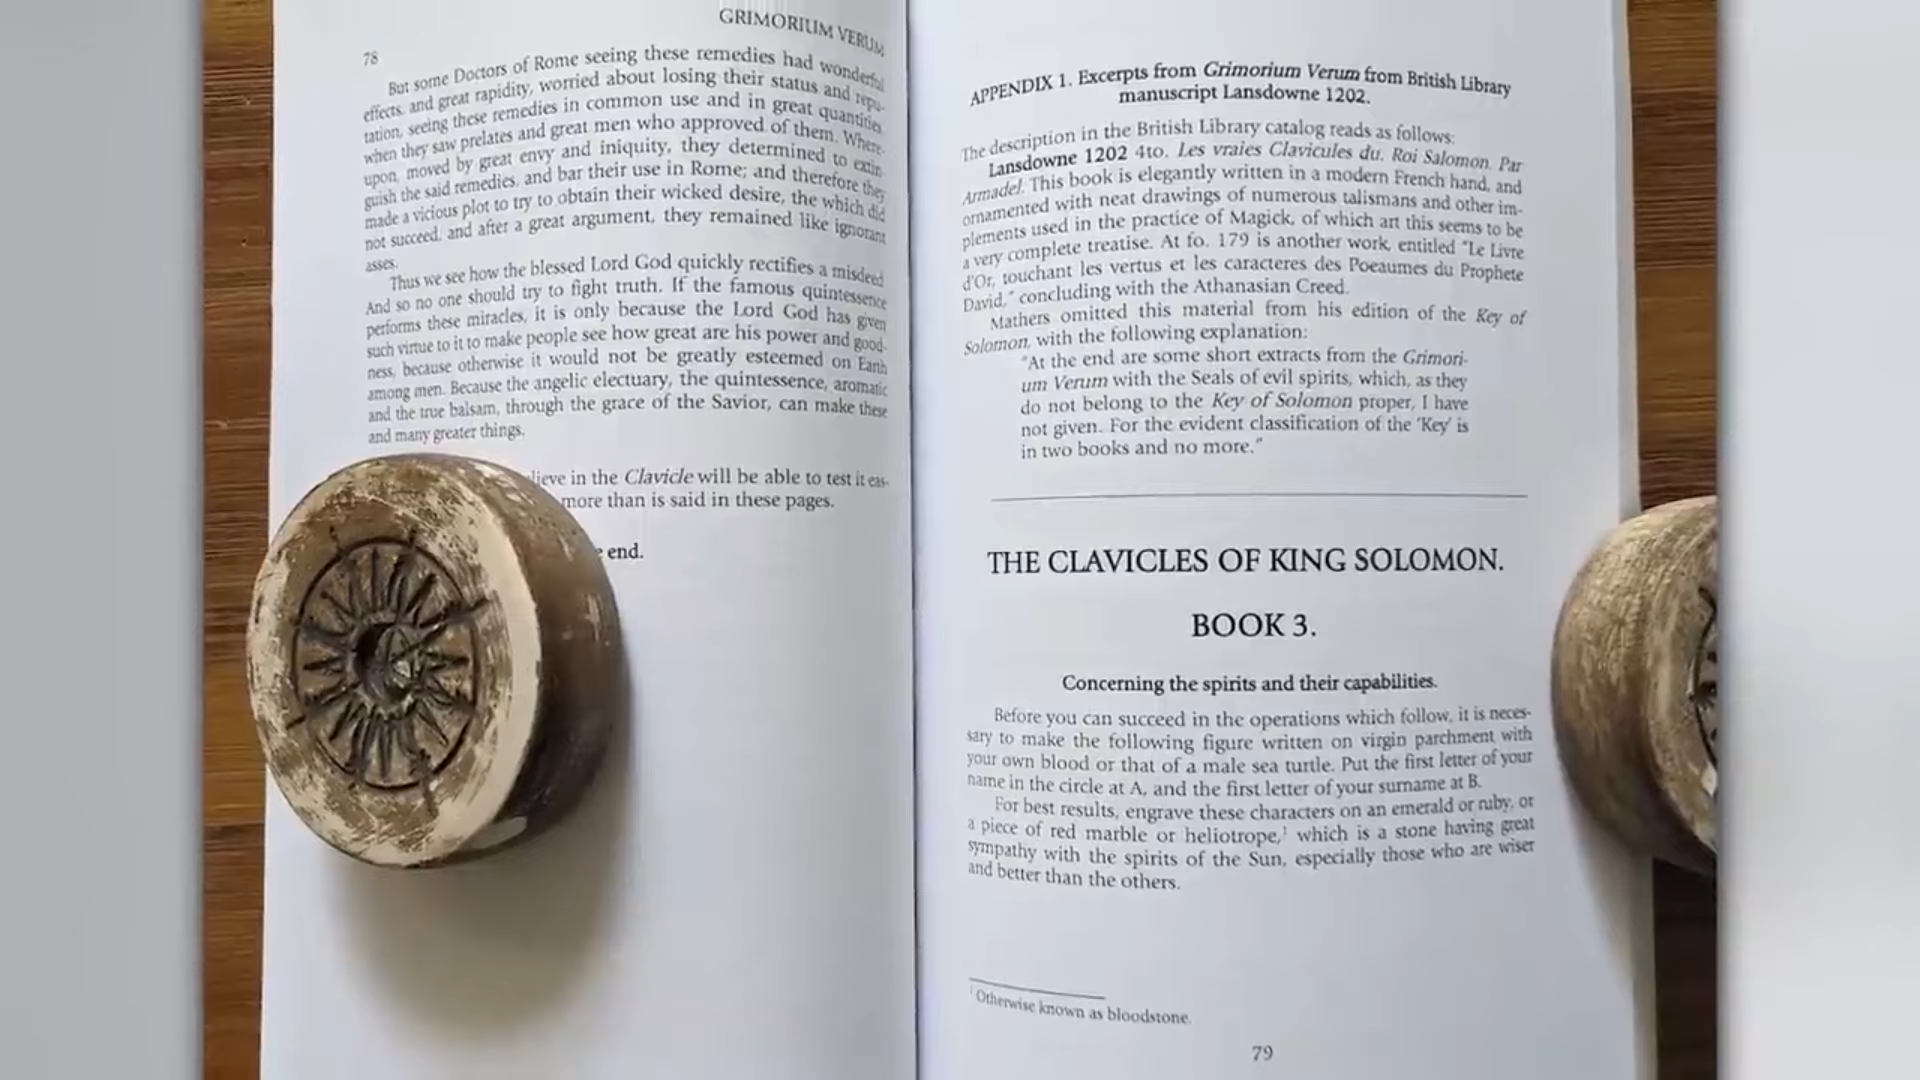 GRIMORIUM VERUM
78
But some Doctors of Rome seeing these remedies had wonderful
effects, and great rapidity, worried about losing their status and repu-
tation, seeing these remedies in common use and in great quantities
when they saw prelates and great men who approved of them. Where-
upon, moved by great envy and iniquity, they determined to extin-
guish the said remedies, and bar their use in Rome; and therefore they
made a vicious plot to try to obtain their wicked desire, the which did
not succeed, and after a great argument, they remained like ignorant
asses.
Thus we see how the blessed Lord God quickly rectifies a misdeed
And so no one should try to fight truth. If the famous quintessence
performs these miracles, it is only because the Lord God has given
such virtue to it to make people see how great are his power and good-
ness, because otherwise it would not be greatly esteemed on Earth
among men. Because the angelic electuary, the quintessence, aromatic
and the true balsam, through the grace of the Savior, can make these
and many greater things.
in the Clavicle will be able to test it eas-
more than is said in these pages.
end.
APPENDIX 1. Excerpts from Grimorium Verum from British Library
manuscript Lansdowne 1202.
The description in the British Library catalog reads as follows:
Lansdowne 1202 4to. Les vraies Clavicules du. Roi Salomon. Par
Armadel. This book is elegantly written in a modern French hand, and
ornamented with neat drawings of numerous talismans and other im-
plements used in the practice of Magick, of which art this seems to be
a very complete treatise. At fo. 179 is another work, entitled "Le Livre
d'Or, touchant les vertus et les caracteres des Poeaumes du Prophete
David," concluding with the Athanasian Creed.
Mathers omitted this material from his edition of the Key of
Solomon, with the following explanation:
"At the end are some short extracts from the Grimori-
um Verum with the Seals of evil spirits, which, as they
do not belong to the Key of Solomon proper, I have
not given. For the evident classification of the 'Key' is
in two books and no more."
THE CLAVICLES OF KING SOLOMON.
BOOK 3.
Concerning the spirits and their capabilities.
Before you can succeed in the operations which follow, it is neces-
sary to make the following figure written on virgin parchment with
your own blood or that of a male sea turtle. Put the first letter of your
name in the circle at A, and the first letter of your surname at B.
For best results, engrave these characters on an emerald or ruby, or
a piece of red marble or heliotrope,¹ which is a stone having great
sympathy with the spirits of the Sun, especially those who are wiser
and better than the others.
¹ Otherwise known as bloodstone.
79